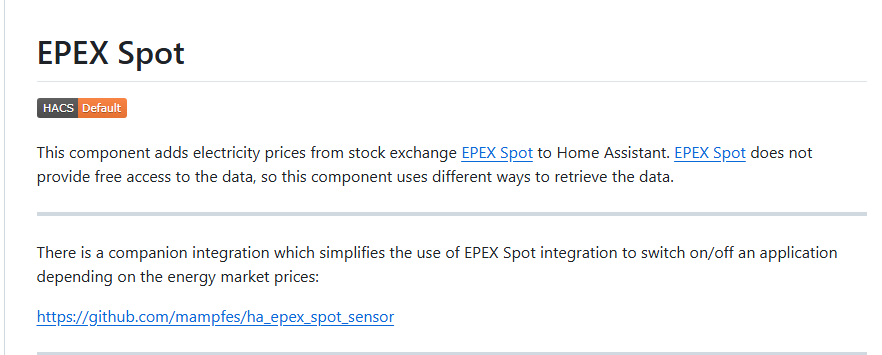 EPEX Spot
HACS Default
This component adds electricity prices from stock exchange EPEX Spot to Home Assistant. EPEX Spot does not
provide free access to the data, so this component uses different ways to retrieve the data.
There is a companion integration which simplifies the use of EPEX Spot integration to switch on/off an application
depending on the energy market prices:
https://github.com/mampfes/ha_epex_spot_sensor